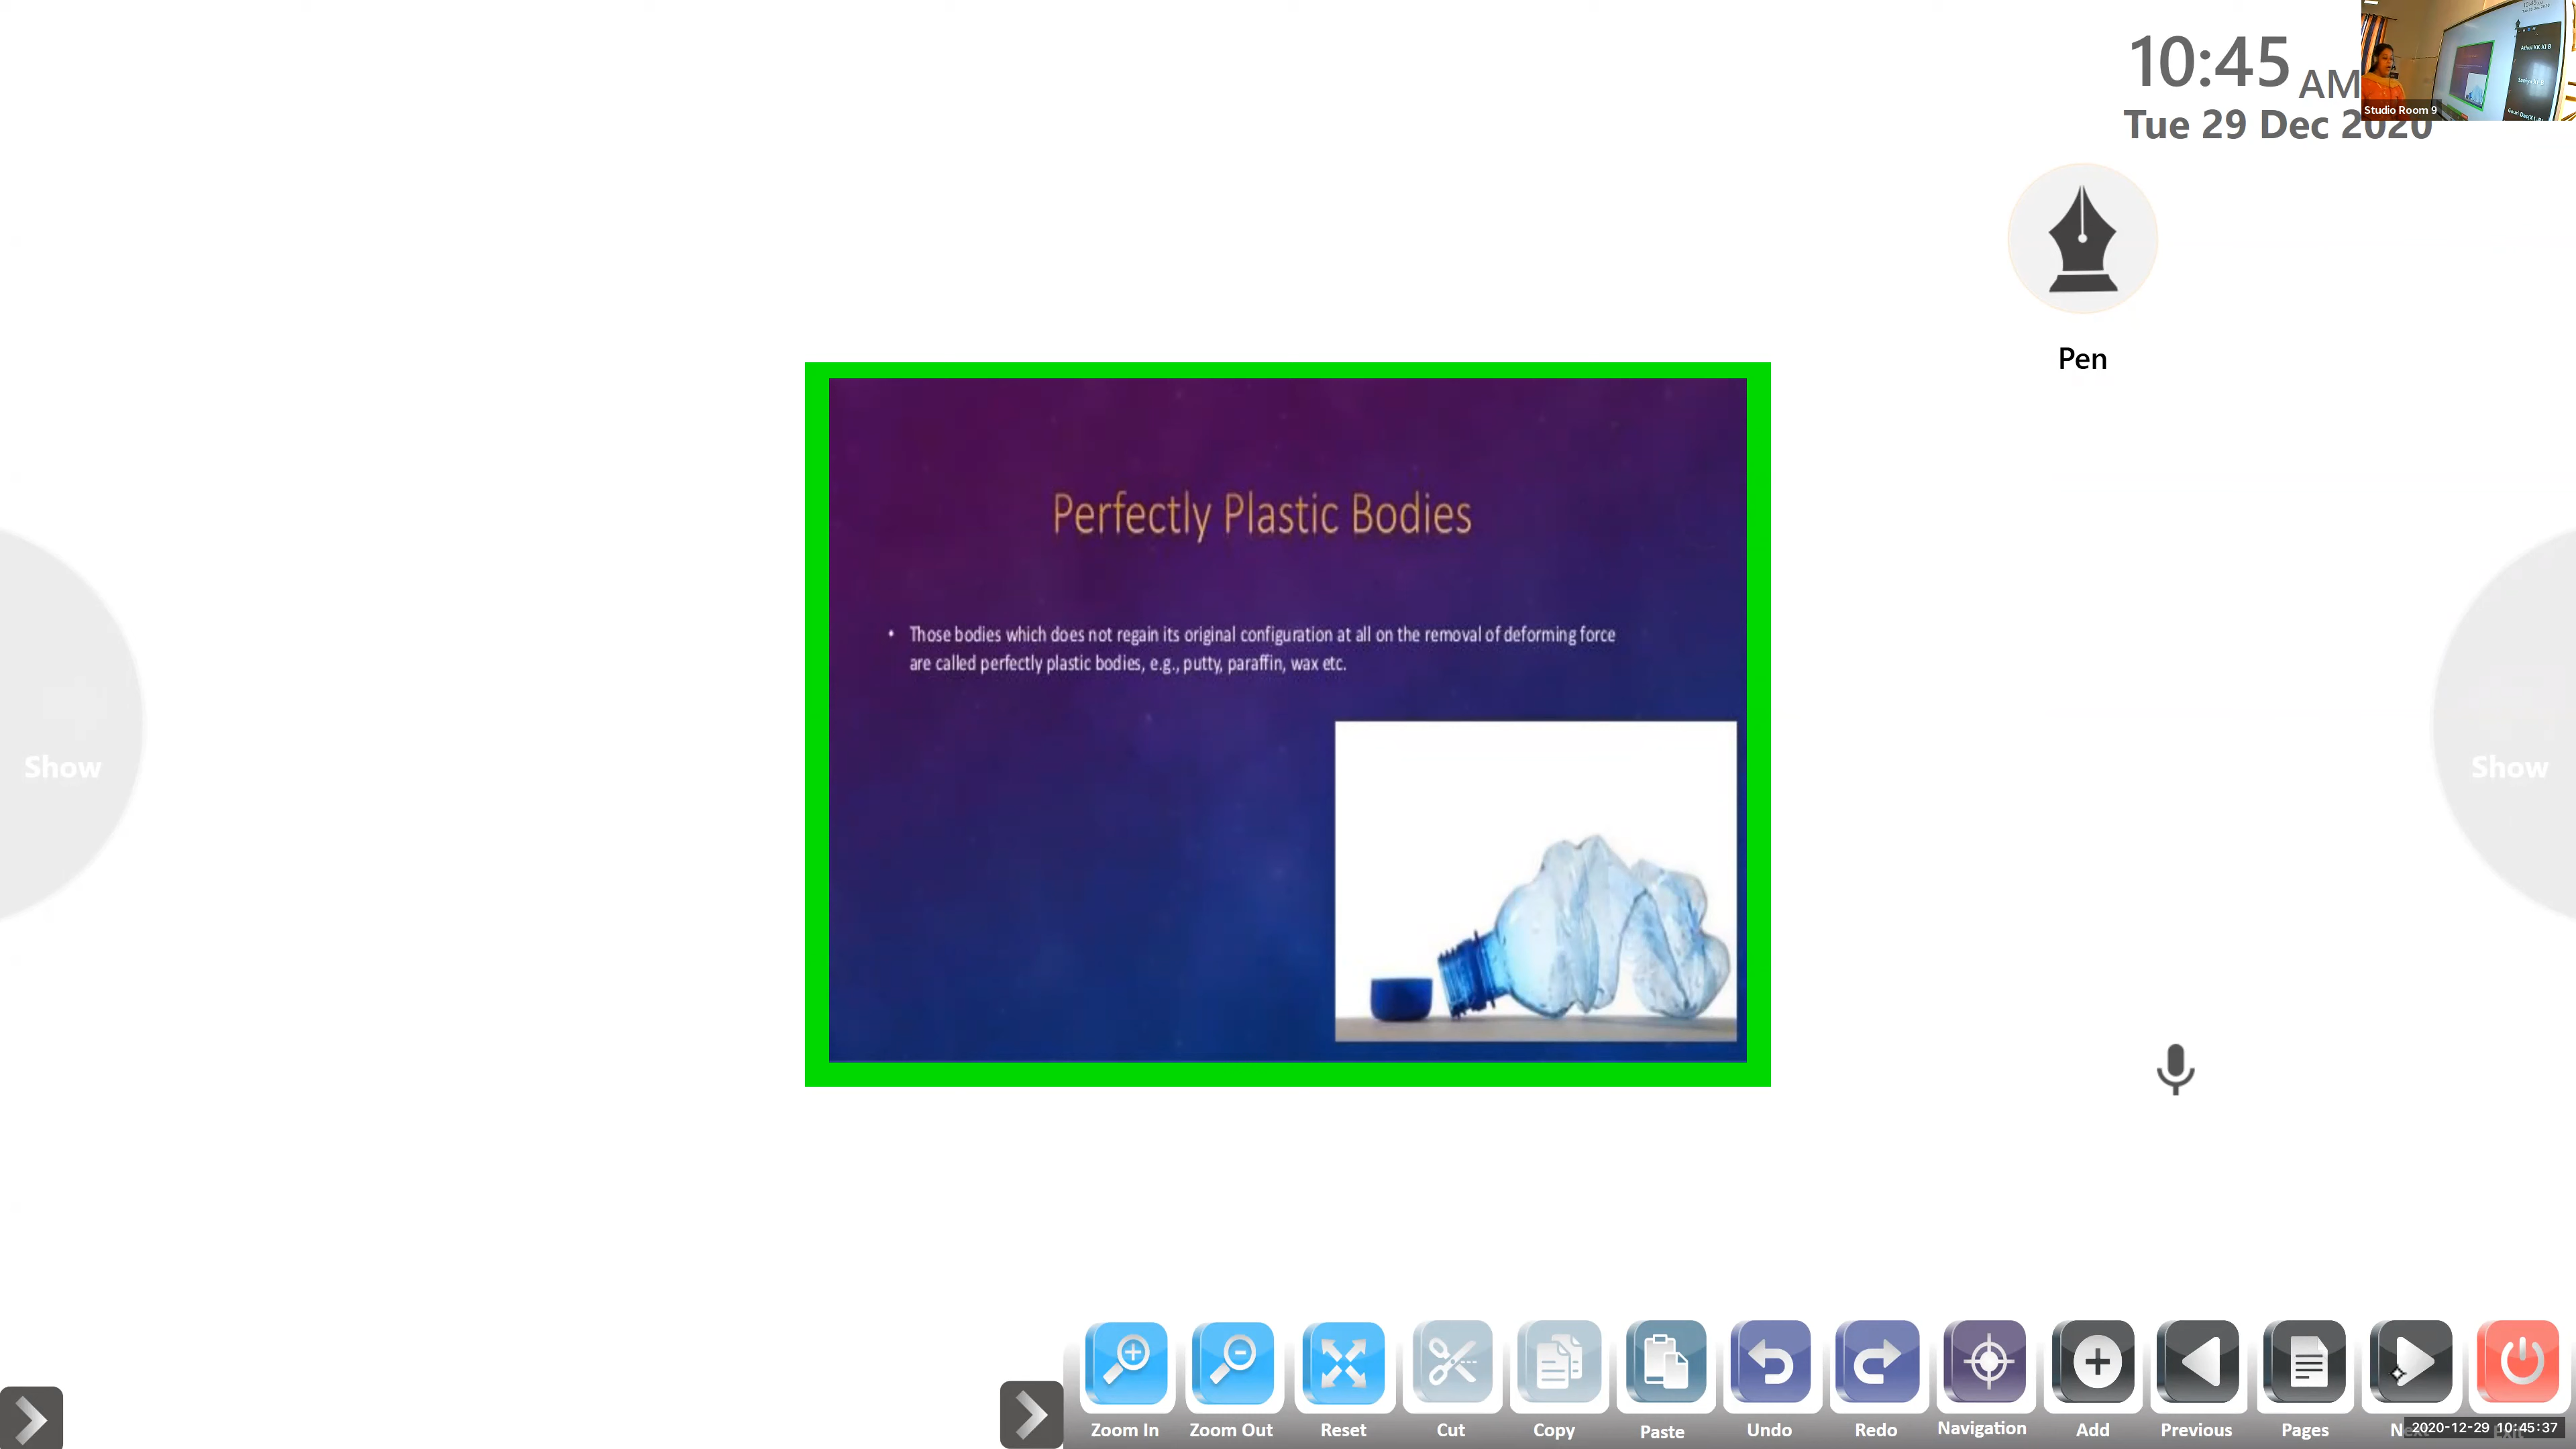 10:45 AM
Tue 29 Dec 2020
Studio Room 9
Athul KK XI B
Pen
Perfectly Plastic Bodies
• Those bodies which does not regain its original configuration at all on the removal of deforming force
are called perfectly plastic bodies, e.g., putty, paraffin, wax etc.
Show
Show
Zoom In
Zoom Out
Reset
Cut
Copy
Paste
Undo
Redo
Navigation
Add
Previous
Pages
2020-12-29 10:45:37